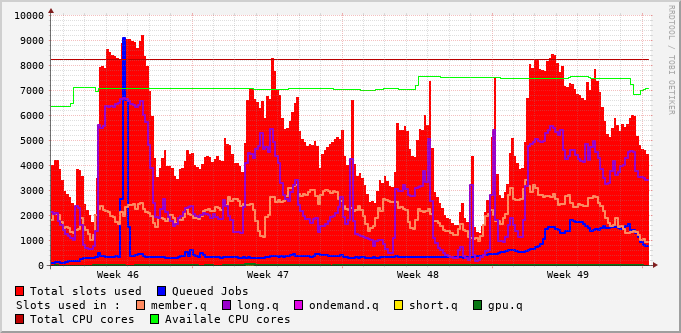 10000
9000
8000
7000
6000
5000
4000
3000
2000
1000
0
Week 46 Week 47 Week 48 Week 49
RRDTOOL / TOBI OETIKER
Total slots used Queued Jobs
Slots used in : member.q long.q ondemand.q short.q gpu.q
Total CPU cores Availale CPU cores